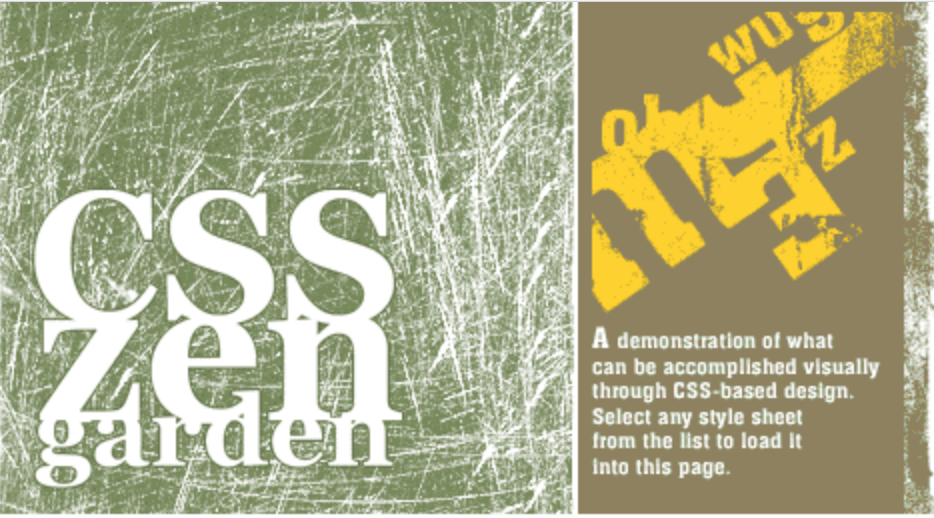 css
zen
garden
A demonstration of what
can be accomplished visually
through CSS-based design.
Select any style sheet
from the list to load it
into this page.